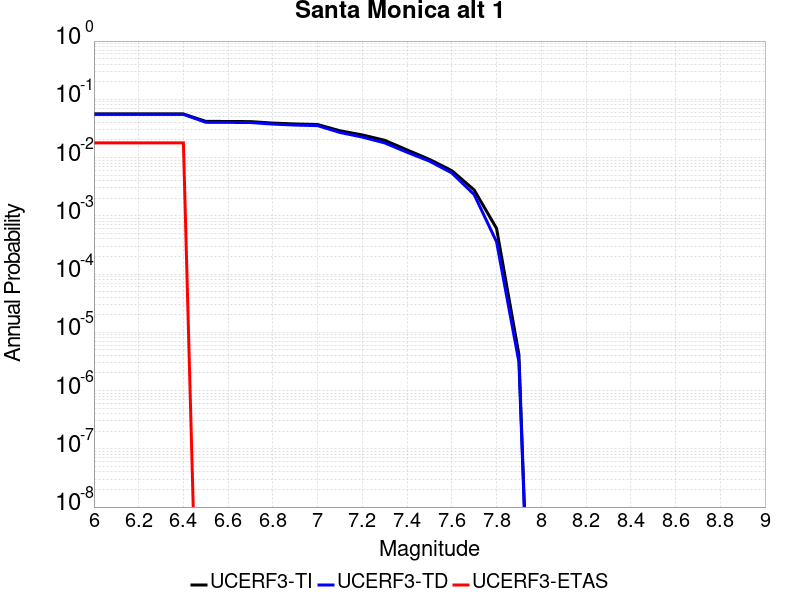 Santa Monica alt 1
10^0
10^-1
10^-2
10^-3
10^-4
10^-5
10^-6
10^-7
10^-8
Annual Probability
6 6.2 6.4 6.6 6.8 7 7.2 7.4 7.6 7.8 8 8.2 8.4 8.6 8.8 9
Magnitude
UCERF3-TI UCERF3-TD UCERF3-ETAS